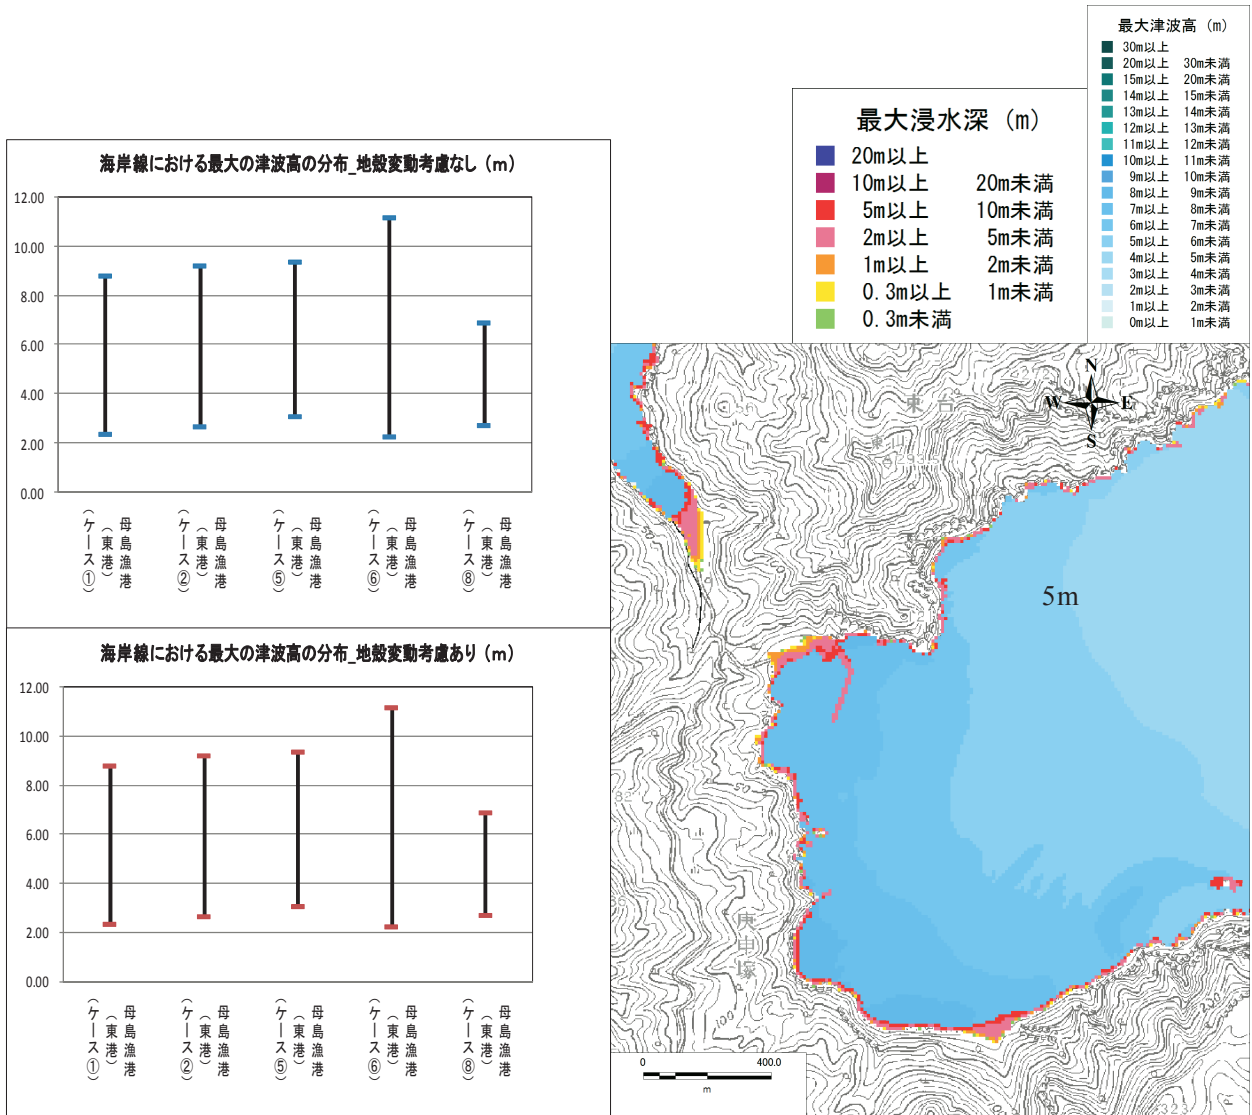 海岸線における最大の津波高の分布_地殻変動考慮なし（m）
12.00
10.00
8.00
6.00
4.00
2.00
0.00
母島漁港
（東港）
（ケース①）
母島漁港
（東港）
（ケース②）
母島漁港
（東港）
（ケース⑤）
母島漁港
（東港）
（ケース⑥）
母島漁港
（東港）
（ケース⑧）
海岸線における最大の津波高の分布_地殻変動考慮あり（m）
12.00
10.00
8.00
6.00
4.00
2.00
0.00
母島漁港
（東港）
（ケース①）
母島漁港
（東港）
（ケース②）
母島漁港
（東港）
（ケース⑤）
母島漁港
（東港）
（ケース⑥）
母島漁港
（東港）
（ケース⑧）
最大浸水深（m）
20m以上
10m以上 20m未満
5m以上 10m未満
2m以上 5m未満
1m以上 2m未満
0.3m以上 1m未満
0.3m未満
最大津波高（m）
30m以上
20m以上 30m未満
15m以上 20m未満
14m以上 15m未満
13m以上 14m未満
12m以上 13m未満
11m以上 12m未満
10m以上 11m未満
9m以上 10m未満
8m以上 9m未満
7m以上 8m未満
6m以上 7m未満
5m以上 6m未満
4m以上 5m未満
3m以上 4m未満
2m以上 3m未満
1m以上 2m未満
0m以上 1m未満
N
W E
S
東台
5m
庚申塚
100
323
0 400.0
m